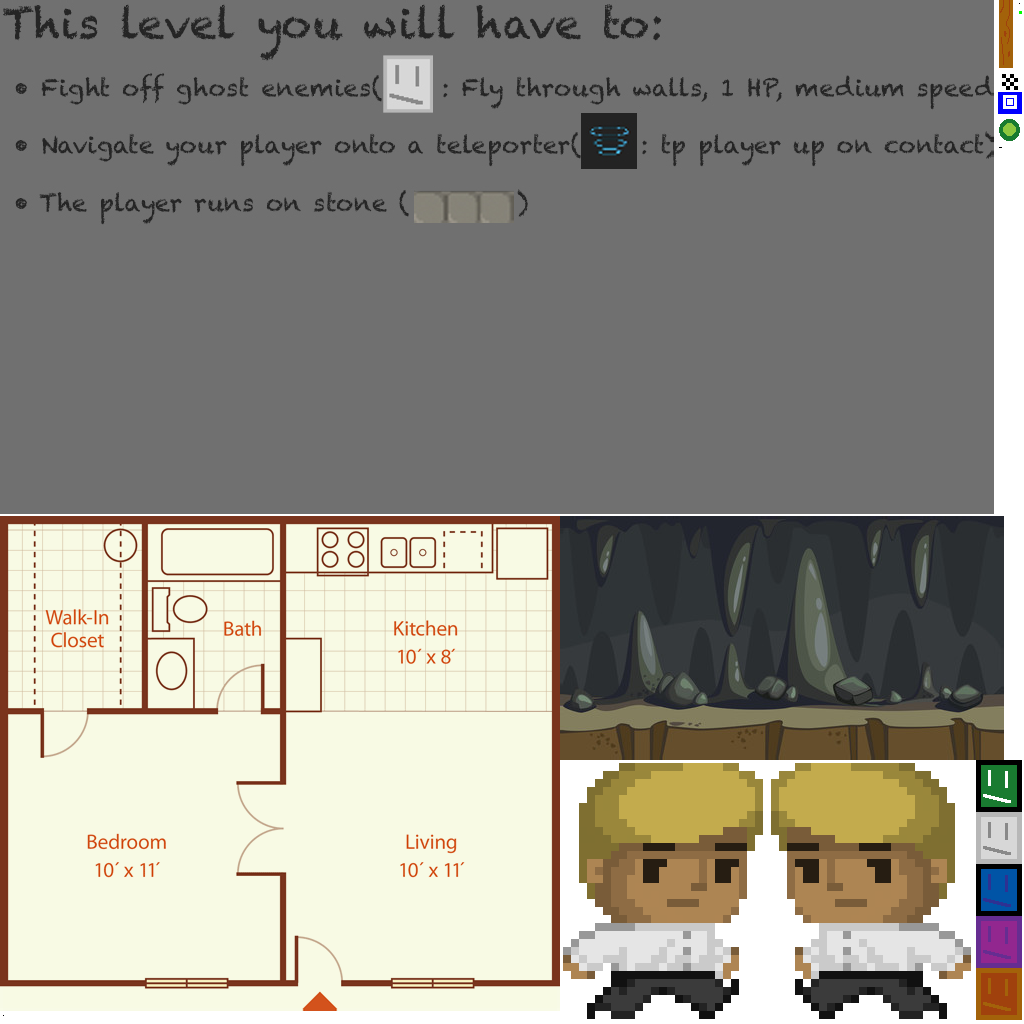 This level you will have to:
• Fight off ghost enemies( : Fly through walls, 1 HP, medium speed
• Navigate your player onto a teleporter( : tp player up on contact)
• The player runs on stone ( )
Walk-In
Closet
Bath
Kitchen
10´ x 8´
Bedroom
10´ x 11´
Living
10´ x 11´